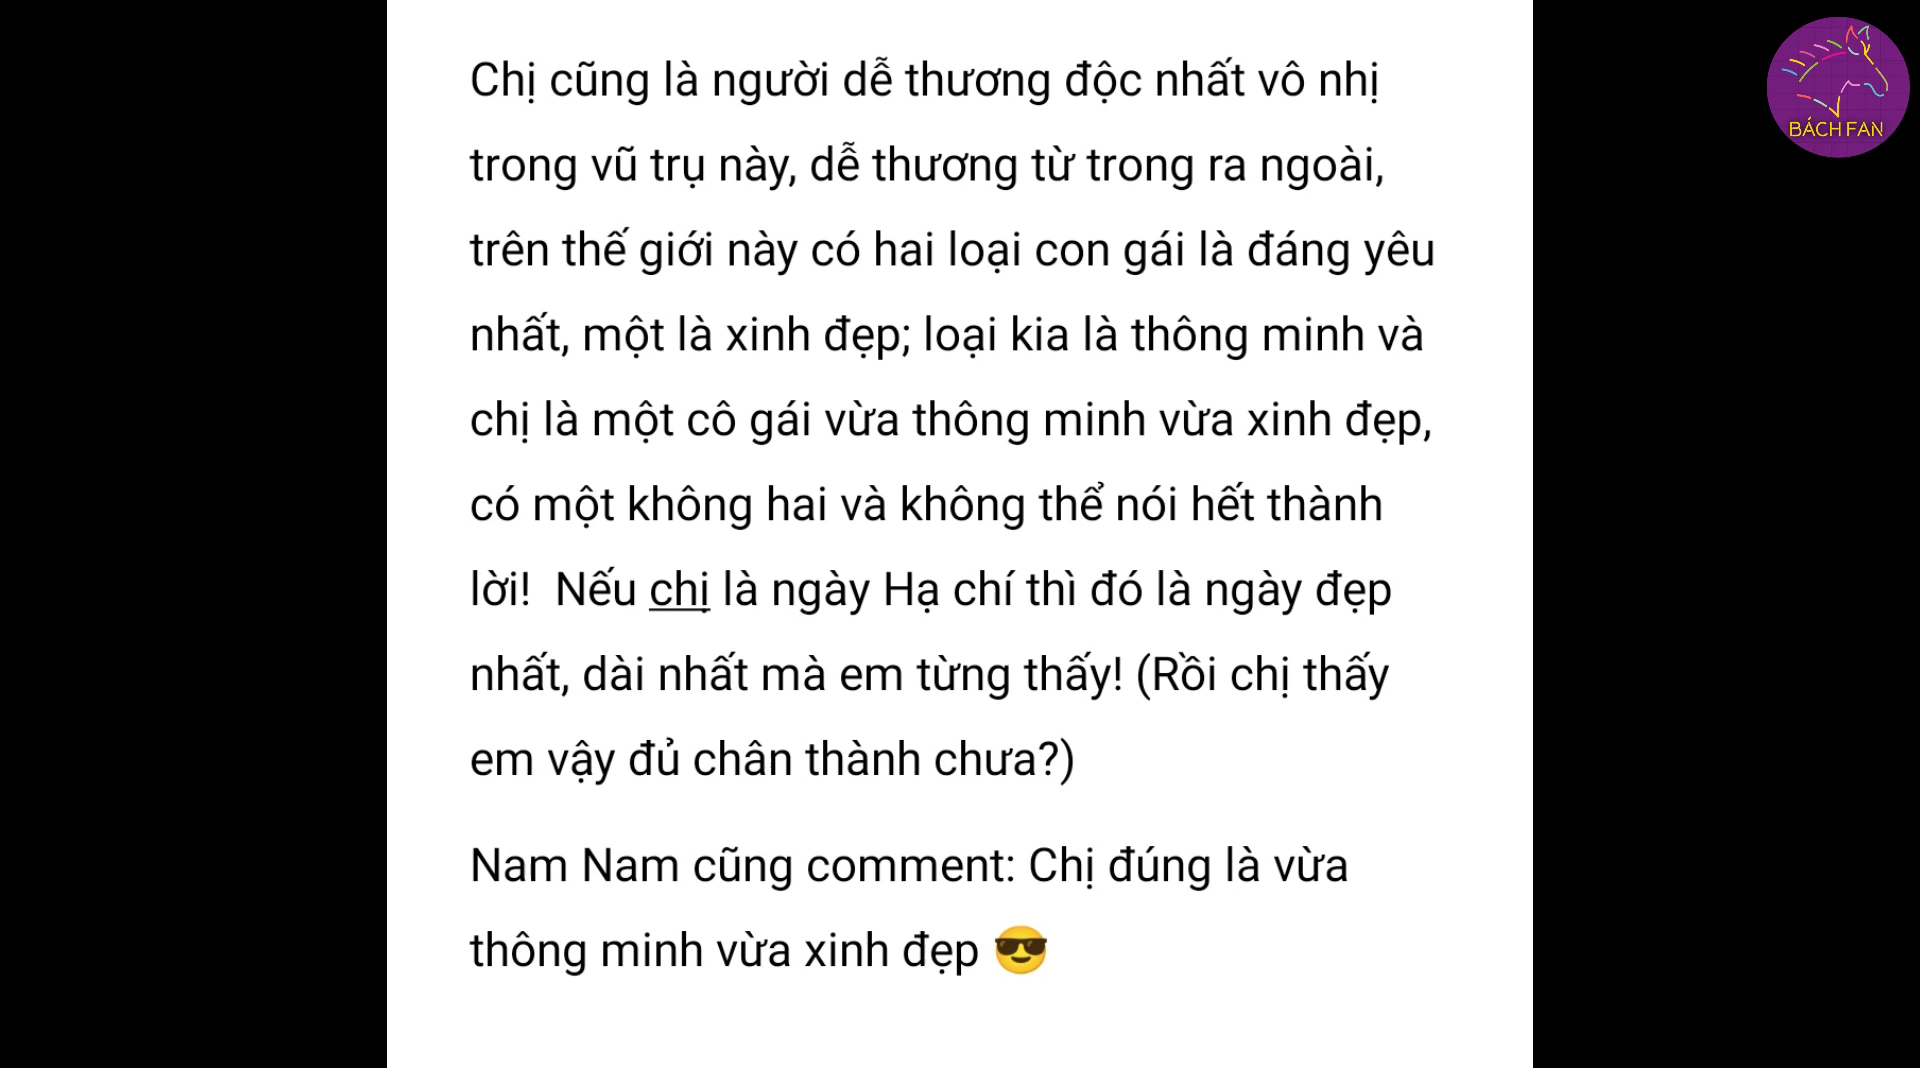 Chị cũng là người dễ thương độc nhất vô nhị
trong vũ trụ này, dễ thương từ trong ra ngoài,
trên thế giới này có hai loại con gái là đáng yêu
nhất, một là xinh đẹp; loại kia là thông minh và
chị là một cô gái vừa thông minh vừa xinh đẹp,
có một không hai và không thể nói hết thành
lời!  Nếu chị là ngày Hạ chí thì đó là ngày đẹp
nhất, dài nhất mà em từng thấy! (Rồi chị thấy
em vậy đủ chân thành chưa?)
Nam Nam cũng comment: Chị đúng là vừa
thông minh vừa xinh đẹp 😎
BÁCH FAN